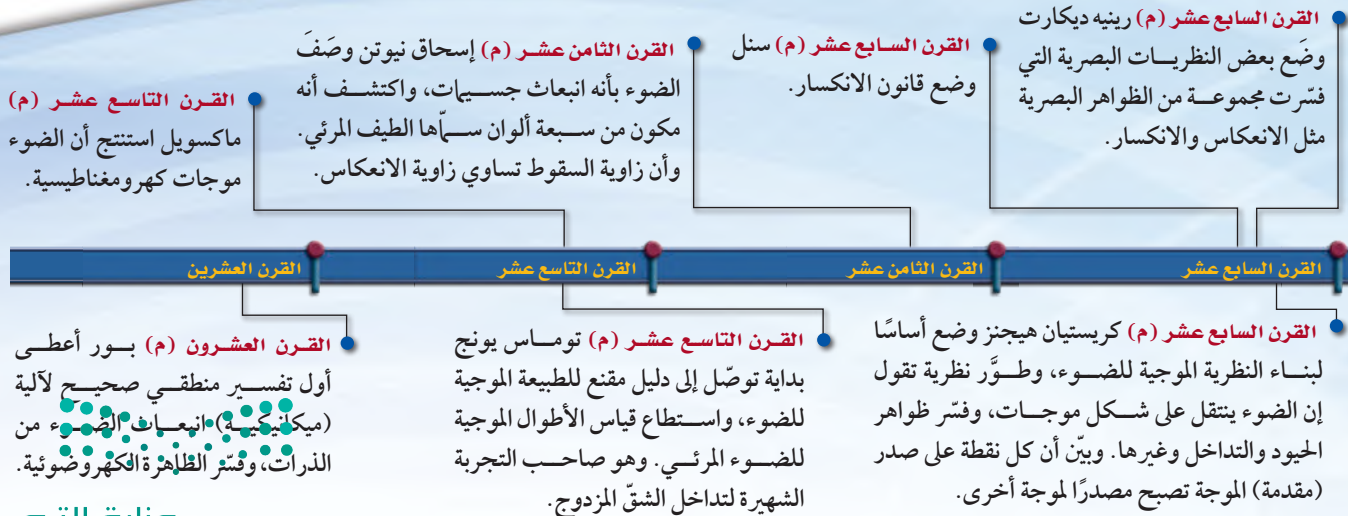 القرن السابع عشر (م) رينيه ديكارت
وضَع بعض النظريات البصرية التي
فسّرت مجموعة من الظواهر البصرية
مثل الانعكاس والانكسار.
القرن السابع عشر (م) سنل
وضع قانون الانكسار.
القرن الثامن عشر (م) إسحاق نيوتن وصَفَ
الضوء بأنه انبعاث جسيمات، واكتشف أنه
مكون من سبعة ألوان سمّاها الطيف المرئي.
وأن زاوية السقوط تساوي زاوية الانعكاس.
القرن التاسع عشر (م)
ماكسويل استنتج أن الضوء
موجات كهرومغناطيسية.
القرن السابع عشر
القرن الثامن عشر
القرن التاسع عشر
القرن العشرين
القرن السابع عشر (م) كريستيان هيجنز وضع أساسًا
لبناء النظرية الموجية للضوء، وطوَّر نظرية تقول
إن الضوء ينتقل على شكل موجات، وفسّر ظواهر
الحيود والتداخل وغيرها. وبيّن أن كل نقطة على صدر
(مقدمة) الموجة تصبح مصدرًا لموجة أخرى.
القرن التاسع عشر (م) توماس يونج
بداية توصّل إلى دليل مقنع للطبيعة الموجية
للضوء، واستطاع قياس الأطوال الموجية
للضوء المرئي. وهو صاحب التجربة
الشهيرة لتداخل الشقّ المزدوج.
القرن العشرون (م) بور أعطى
أول تفسير منطقي صحيح لآلية
(ميكانيكية) انبعاث الضوء من
الذرات، وفسّر الظاهرة الكهروضوئية.